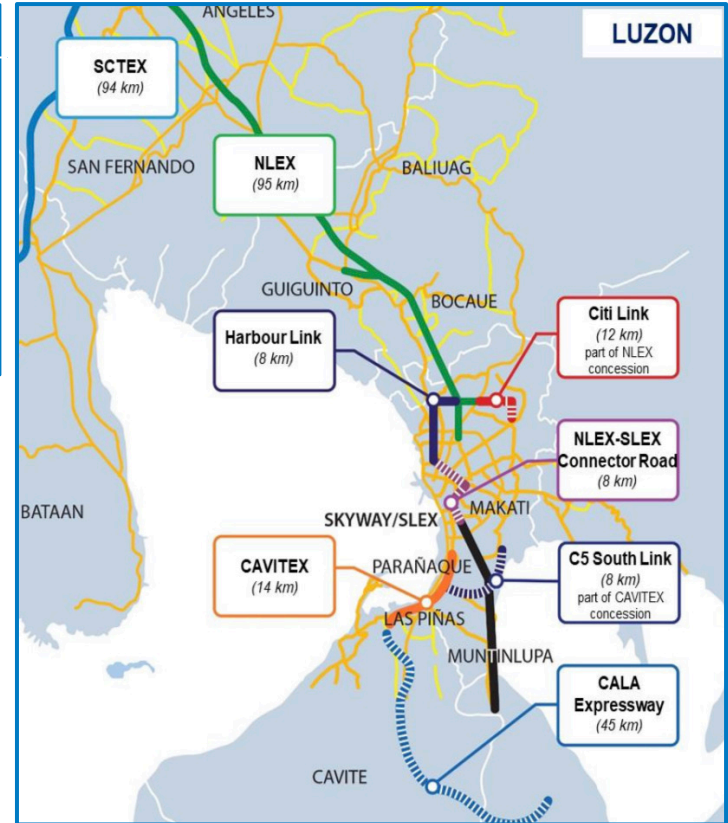 ANGELES
LUZON
SCTEX
(94 km)
SAN FERNANDO
NLEX
(95 km)
BALIUAG
GUIGUINTO
BOCAUE
Harbour Link
(8 km)
Citi Link
(12 km)
part of NLEX
concession
NLEX-SLEX
Connector Road
(8 km)
BATAAN
SKYWAY/SLEX
MAKATI
CAVITEX
(14 km)
PARAÑAQUE
C5 South Link
(8 km)
part of CAVITEX
concession
LAS PIÑAS
MUNTINLUPA
CALA
Expressway
(45 km)
CAVITE